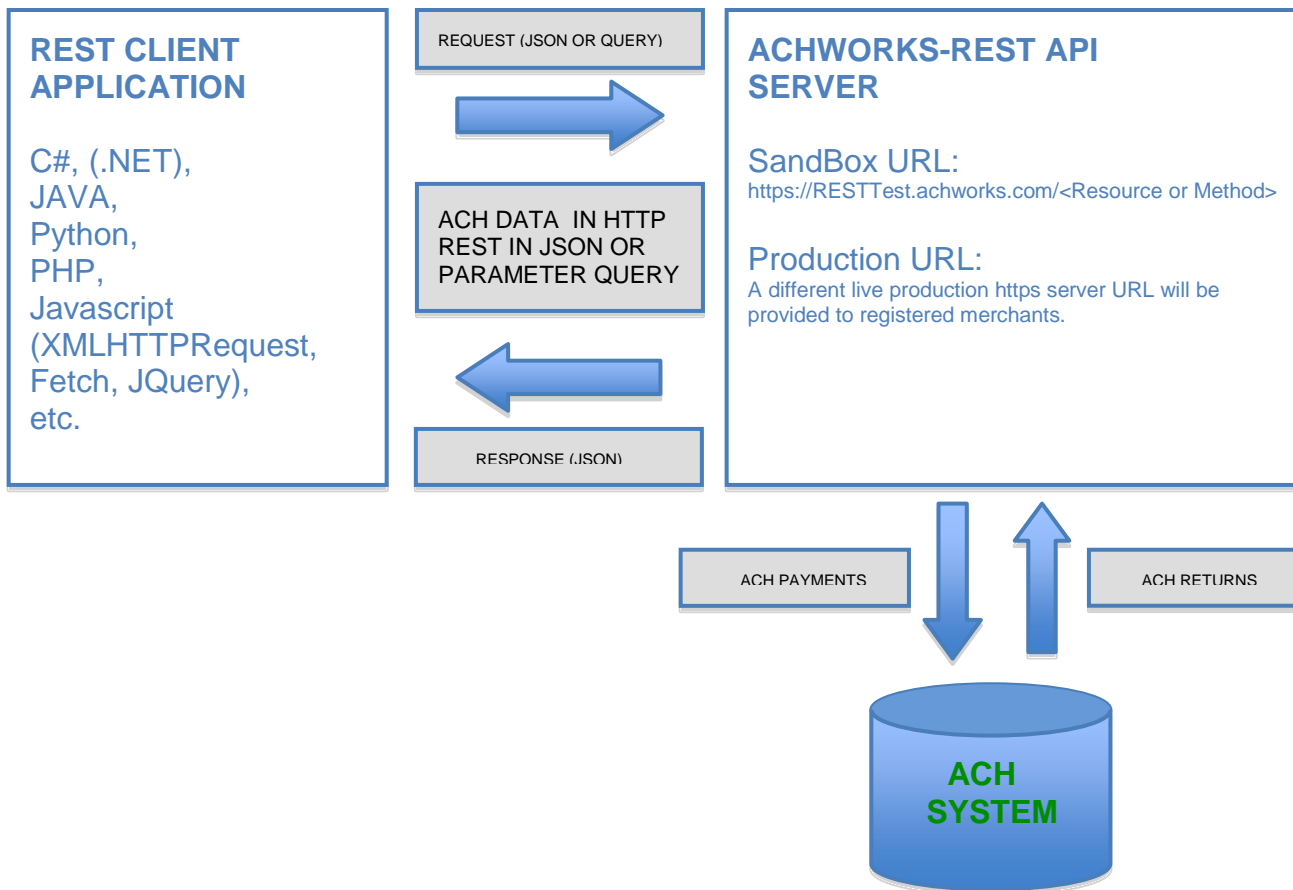 REST CLIENT
APPLICATION
C#, (.NET),
JAVA,
Python,
PHP,
Javascript
(XMLHTTPRequest,
Fetch, JQuery),
etc.
REQUEST (JSON OR QUERY)
ACH DATA IN HTTP
REST IN JSON OR
PARAMETER QUERY
RESPONSE (JSON)
ACHWORKS-REST API
SERVER
SandBox URL:
https://RESTTest.achworks.com/<Resource or Method>
Production URL:
A different live production https server URL will be
provided to registered merchants.
ACH PAYMENTS
ACH RETURNS
ACH
SYSTEM